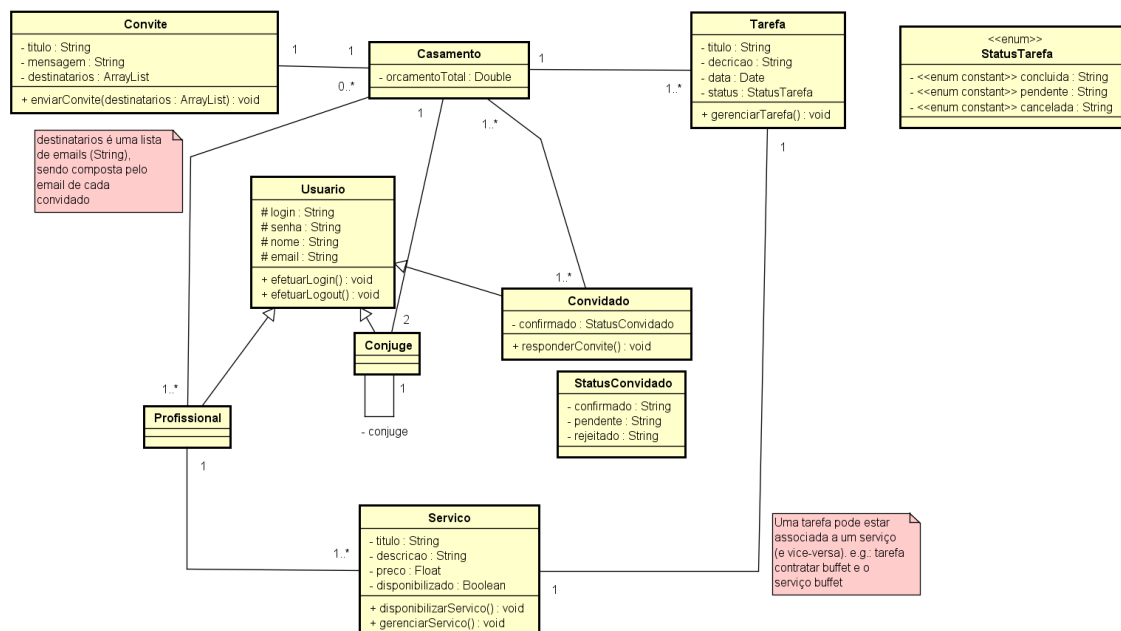 Convite
- titulo : String
- mensagem : String
- destinatarios : ArrayList
+ enviarConvite(destinatarios : ArrayList) : void
1
1
Casamento
- orcamentoTotal : Double
0..*
1
1..*
1
1..*
Tarefa
- titulo : String
- decricao : String
- data : Date
- status : StatusTarefa
+ gerenciarTarefa() : void
1
<<enum>>
StatusTarefa
- <<enum constant>> concluida : String
- <<enum constant>> pendente : String
- <<enum constant>> cancelada : String
destinatarios é uma lista
de emails (String),
sendo composta pelo
email de cada
convidado
Usuario
# login : String
# senha : String
# nome : String
# email : String
+ efetuarLogin() : void
+ efetuarLogout() : void
1..*
Convidado
- confirmado : StatusConvidado
+ responderConvite() : void
2
Conjuge
1
- conjuge
StatusConvidado
- confirmado : String
- pendente : String
- rejeitado : String
1..*
Profissional
1
1..*
Servico
- titulo : String
- descricao : String
- preco : Float
- disponibilizado : Boolean
+ disponibilizarServico() : void
+ gerenciarServico() : void
1
Uma tarefa pode estar
associada a um serviço
(e vice-versa). e.g.: tarefa
contratar buffet e o
serviço buffet